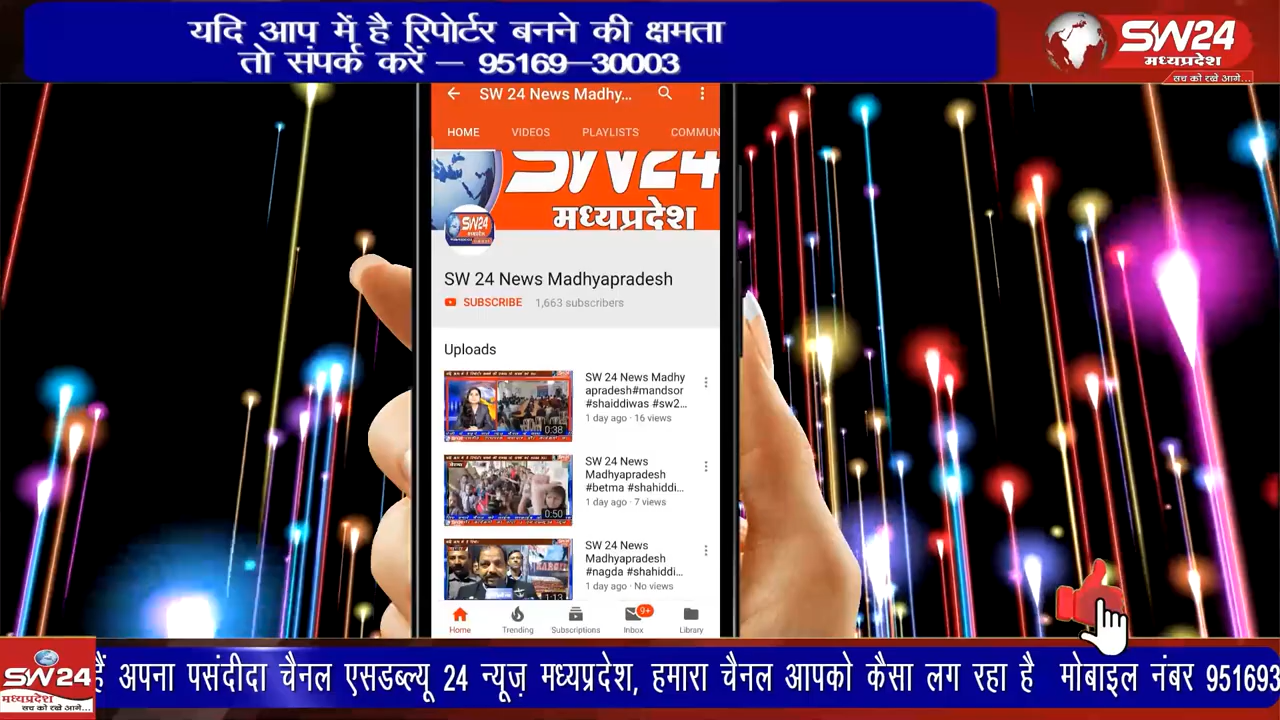 यदि आप में है रिपोर्टर बनने की क्षमता
तो संपर्क करें – 95169–30003
SW24
मध्यप्रदेश
सच को रखे आगे...
SW 24 News Madhy...
HOME VIDEOS PLAYLISTS COMMUN
SW24
मध्यप्रदेश
SW24
SW 24 News Madhyapradesh
SUBSCRIBE 1,663 subscribers
Uploads
SW 24 News Madhy
apradesh#mandsor
#shaiddiwas #sw2...
1 day ago · 16 views
0:38
SW 24 News
Madhyapradesh
#betma #shahiddi...
1 day ago · 7 views
0:50
SW 24 News
Madhyapradesh
#nagda #shahiddi...
1 day ago · No views
1:13
9+
Home Trending Subscriptions Inbox Library
SW24
मध्यप्रदेश
सच को रखे आगे...
हैं अपना पसंदीदा चैनल एसडब्ल्यू 24 न्यूज़ मध्यप्रदेश, हमारा चैनल आपको कैसा लग रहा है मोबाइल नंबर 951693